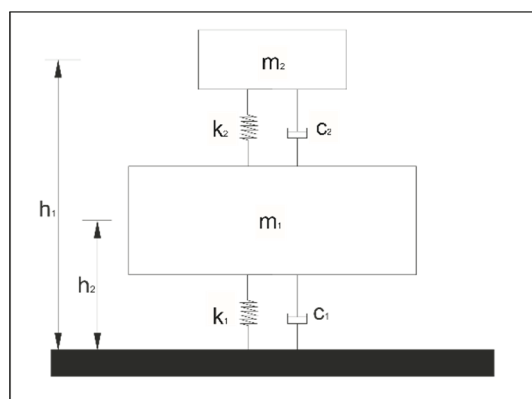 m₂
k₂
c₂
h₁
m₁
h₂
k₁
c₁